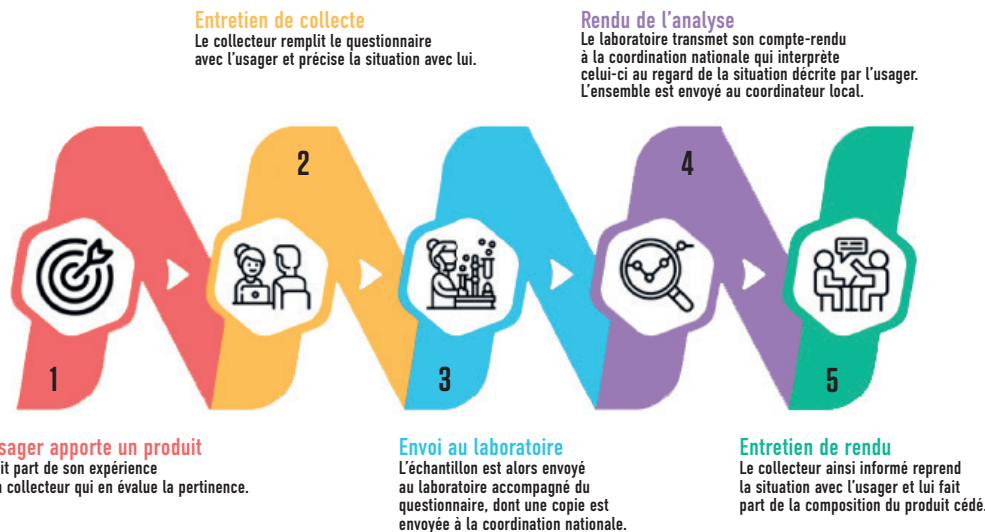 Entretien de collecte
Le collecteur remplit le questionnaire
avec l'usager et précise la situation avec lui.
Rendu de l'analyse
Le laboratoire transmet son compte-rendu
à la coordination nationale qui interprète
celui-ci au regard de la situation décrite par l'usager.
L'ensemble est envoyé au coordinateur local.
2
4
1
3
5
sager apporte un produit
it part de son expérience
collecteur qui en évalue la pertinence.
Envoi au laboratoire
L'échantillon est alors envoyé
au laboratoire accompagné du
questionnaire, dont une copie est
envoyée à la coordination nationale.
Entretien de rendu
Le collecteur ainsi informé reprend
la situation avec l'usager et lui fait
part de la composition du produit cédé.